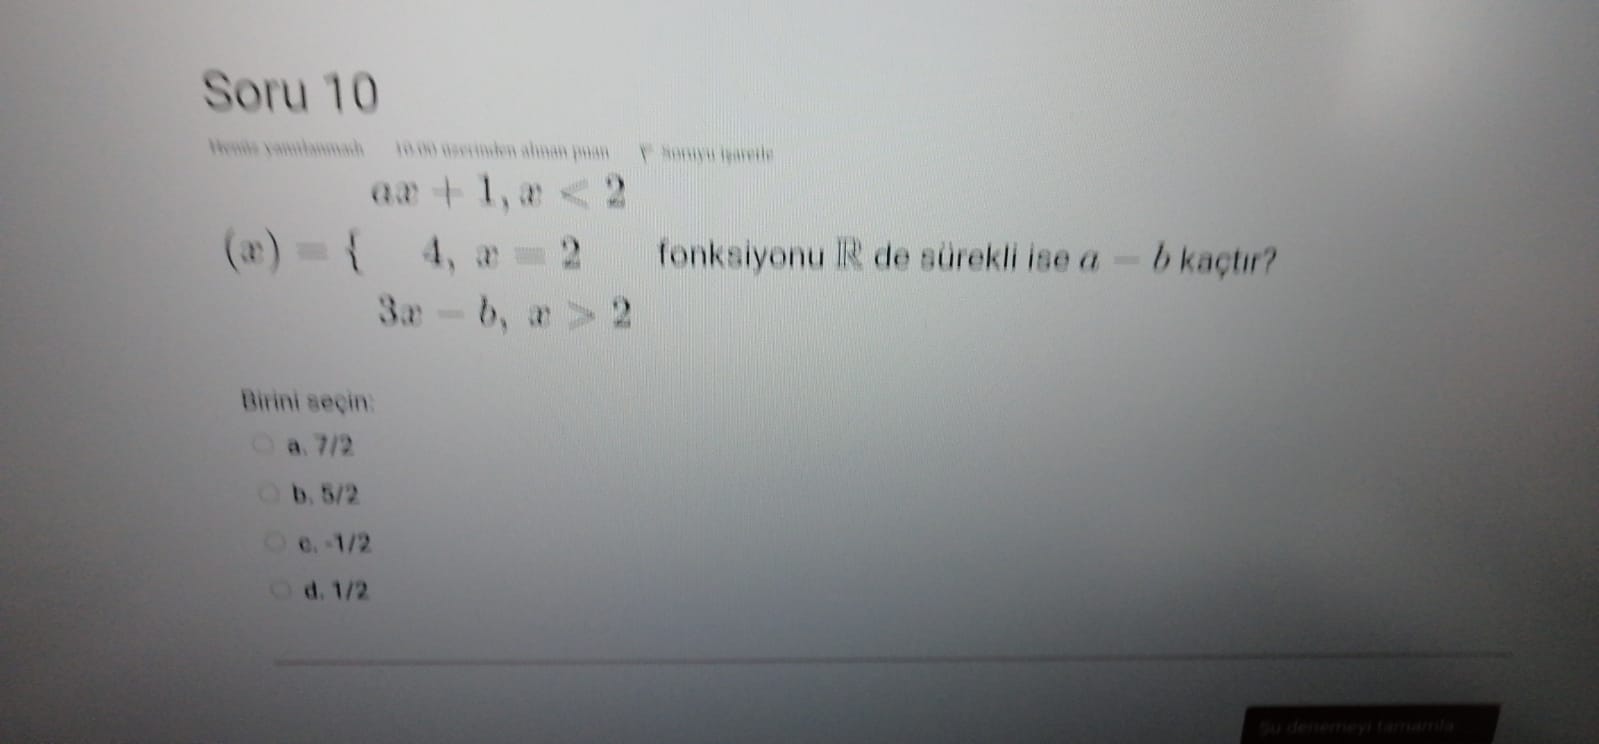 Soru 10
Henüz yanıtlanmadı 10,00 üzerinden alınan puan Soruyu işaretle
ax + 1, x < 2
(x) = { 4, x = 2 fonksiyonu ℝ de sürekli ise a − b kaçtır?
3x − b, x > 2
Birini seçin:
a. 7/2
b. 5/2
c. -1/2
d. 1/2
Şu denemeyi tamamla